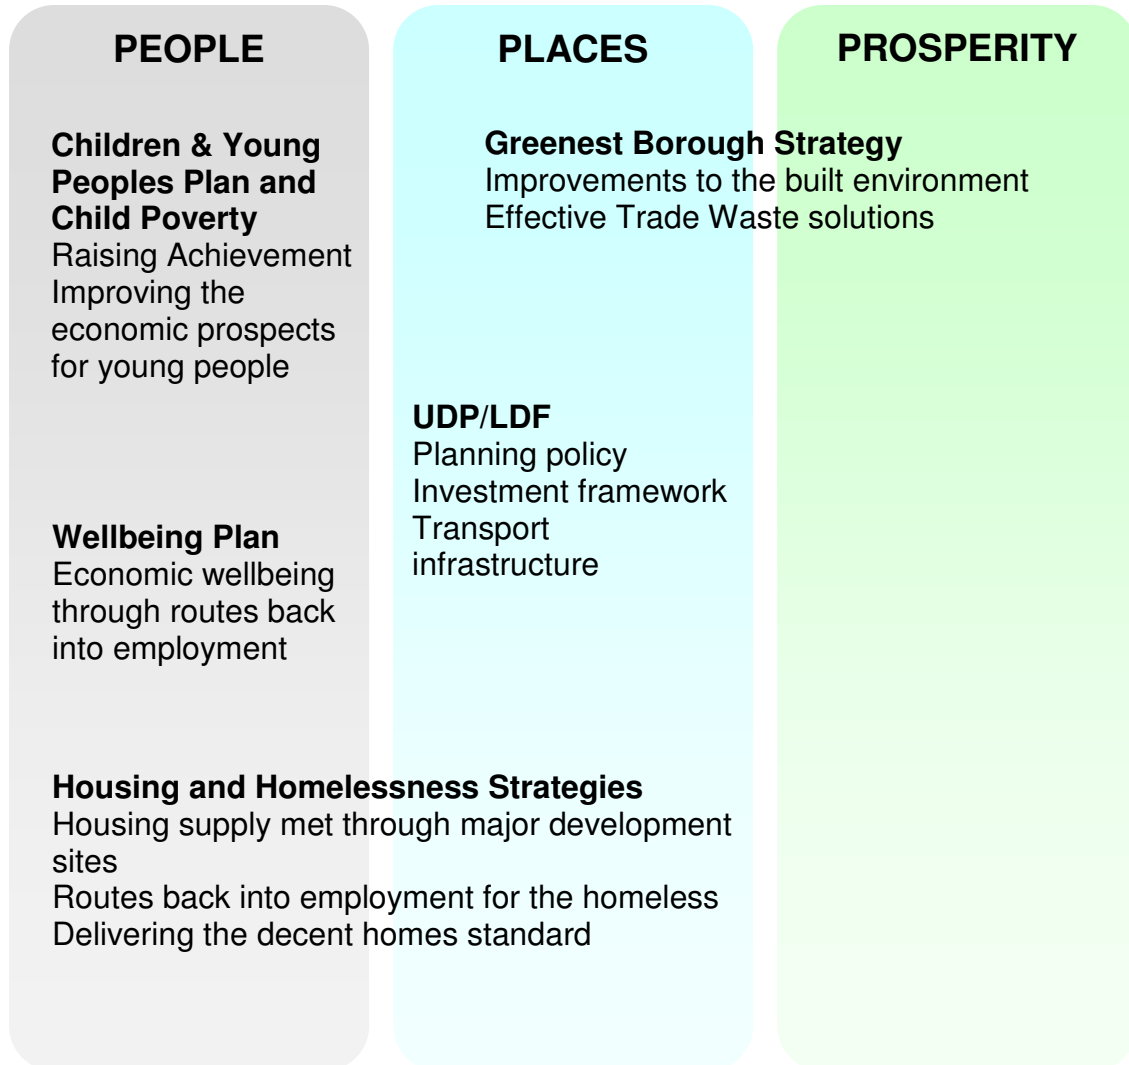 PEOPLE
PLACES
PROSPERITY
Children & Young
Peoples Plan and
Child Poverty
Raising Achievement
Improving the
economic prospects
for young people
Wellbeing Plan
Economic wellbeing
through routes back
into employment
Greenest Borough Strategy
Improvements to the built environment
Effective Trade Waste solutions
UDP/LDF
Planning policy
Investment framework
Transport
infrastructure
Housing and Homelessness Strategies
Housing supply met through major development
sites
Routes back into employment for the homeless
Delivering the decent homes standard